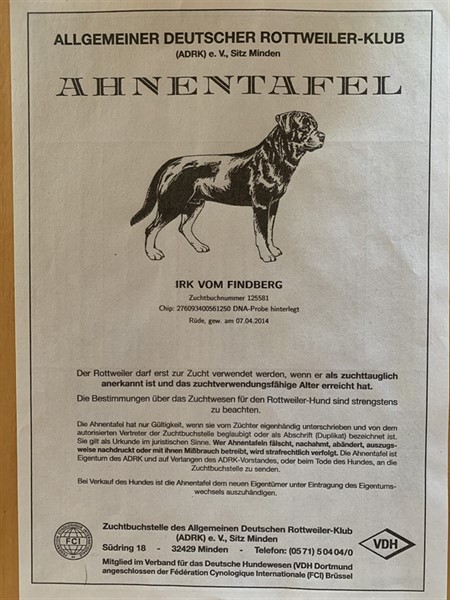 ALLGEMEINER DEUTSCHER ROTTWEILER-KLUB
(ADRK) e. V., Sitz Minden
AHNENTAFEL
IRK VOM FINDBERG
Zuchtbuchnummer 125581
Chip: 276093400561250 DNA-Probe hinterlegt
Rüde, gew. am 07.04.2014
Der Rottweiler darf erst zur Zucht verwendet werden, wenn er als zuchttauglich
anerkannt ist und das zuchtverwendungsfähige Alter erreicht hat.
Die Bestimmungen über das Zuchtwesen für den Rottweiler-Hund sind strengstens
zu beachten.
Die Ahnentafel hat nur Gültigkeit, wenn sie vom Züchter eigenhändig unterschrieben und von dem
autorisierten Vertreter der Zuchtbuchstelle beglaubigt oder als Abschrift (Duplikat) bezeichnet ist.
Sie gilt als Urkunde im juristischen Sinne. Wer Ahnentafeln fälscht, nachahmt, abändert, auszugs-
weise nachdruckt oder mit ihnen Mißbrauch betreibt, wird strafrechtlich verfolgt. Die Ahnentafel ist
Eigentum des ADRK und auf Verlangen des ADRK-Vorstandes, oder beim Tode des Hundes, an die
Zuchtbuchstelle zu senden.
Bei Verkauf des Hundes ist die Ahnentafel dem neuen Eigentümer unter Eintragung des Eigentums-
wechsels auszuhändigen.
Zuchtbuchstelle des Allgemeinen Deutschen Rottweiler-Klub
(ADRK) e. V., Sitz Minden
Südring 18 - 32429 Minden - Telefon: (05 71) 5 04 04/0
Mitglied im Verband für das Deutsche Hundewesen (VDH) Dortmund
angeschlossen der Fédération Cynologique Internationale (FCI) Brüssel
FCI
VDH